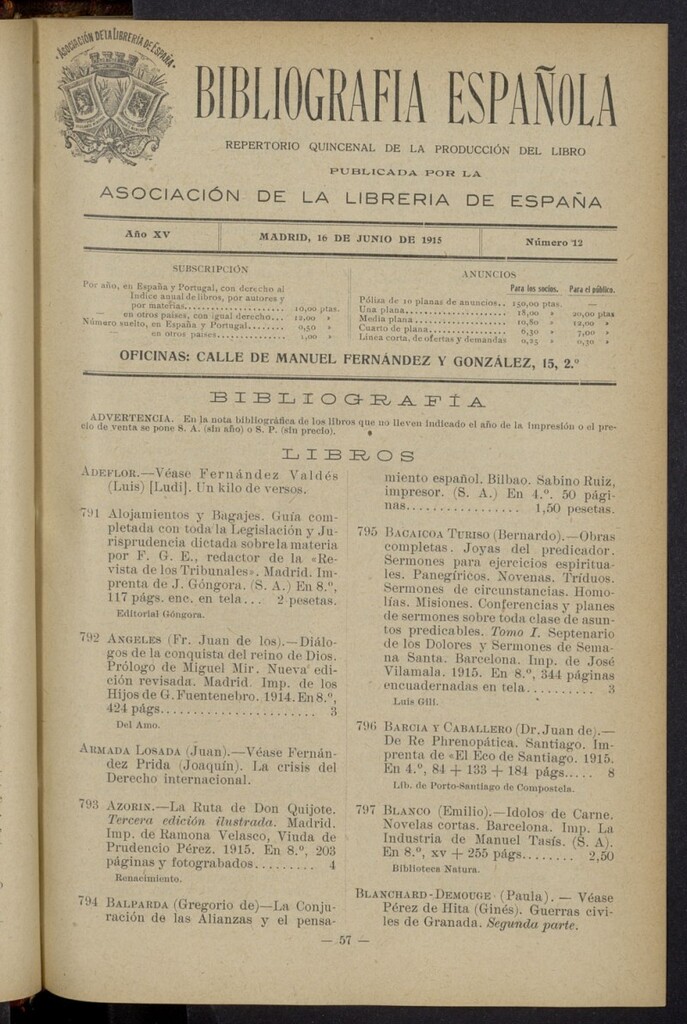 ASOCIACIÓN DE LA LIBRERÍA DE ESPAÑA
BIBLIOGRAFIA ESPAÑOLA
REPERTORIO QUINCENAL DE LA PRODUCCIÓN DEL LIBRO
PUBLICADA POR LA
ASOCIACIÓN DE LA LIBRERIA DE ESPAÑA
Año XV
MADRID, 16 DE JUNIO DE 1915
Número 12
SUBSCRIPCIÓN
Por año, en España y Portugal, con derecho al
Indice anual de libros, por autores y
por materias.................... 10,00 ptas.
— en otros países, con igual derecho... 12,00 »
Número suelto, en España y Portugal....... 0,50 »
— en otros países............... 1,00 »
ANUNCIOS
Para los socios. Para el público.
Póliza de 10 planas de anuncios.. 150,00 ptas. —
Una plana.................... 18,00 » 20,00 ptas
Media plana.................. 10,80 » 12,00 »
Cuarto de plana.............. 6,30 » 7,00 »
Línea corta, de ofertas y demandas 0,25 » 0,30 »
OFICINAS: CALLE DE MANUEL FERNÁNDEZ Y GONZÁLEZ, 15, 2.º
BIBLIOGRAFÍA
ADVERTENCIA. En la nota bibliográfica de los libros que no lleven indicado el año de la impresión o el pre-
cio de venta se pone S. A. (sin año) o S. P. (sin precio).
LIBROS
ADEFLOR.—Véase Fernández Valdés
(Luis) [Ludi]. Un kilo de versos.
791 Alojamientos y Bagajes. Guía com-
pletada con toda la Legislación y Ju-
risprudencia dictada sobre la materia
por F. G. E., redactor de la «Re-
vista de los Tribunales». Madrid. Im-
prenta de J. Góngora. (S. A.) En 8.º,
117 págs. enc. en tela... 2 pesetas.
Editorial Góngora.
792 ANGELES (Fr. Juan de los).—Diálo-
gos de la conquista del reino de Dios.
Prólogo de Miguel Mir. Nueva edi-
ción revisada. Madrid. Imp. de los
Hijos de G. Fuentenebro. 1914. En 8.º,
424 págs...................... 3
Del Amo.
ARMADA LOSADA (Juan).—Véase Fernán-
dez Prida (Joaquín). La crisis del
Derecho internacional.
793 AZORIN.—La Ruta de Don Quijote.
Tercera edición ilustrada. Madrid.
Imp. de Ramona Velasco, Viuda de
Prudencio Pérez. 1915. En 8.º, 203
páginas y fotograbados......... 4
Renacimiento.
794 BALPARDA (Gregorio de)—La Conju-
ración de las Alianzas y el pensa-
miento español. Bilbao. Sabino Ruiz,
impresor. (S. A.) En 4.º. 50 pági-
nas................ 1,50 pesetas.
795 BACAICOA TURISO (Bernardo).—Obras
completas. Joyas del predicador.
Sermones para ejercicios espiritua-
les. Panegíricos. Novenas. Tríduos.
Sermones de circunstancias. Homo-
lías. Misiones. Conferencias y planes
de sermones sobre toda clase de asun-
tos predicables. Tomo I. Septenario
de los Dolores y Sermones de Sema-
na Santa. Barcelona. Imp. de José
Vilamala. 1915. En 8.º, 344 páginas
encuadernadas en tela.......... 3
Luis Gili.
796 BARCIA Y CABALLERO (Dr. Juan de).—
De Re Phrenopática. Santiago. Im-
prenta de «El Eco de Santiago. 1915.
En 4.º, 84 + 133 + 184 págs..... 8
Lib. de Porto-Santiago de Compostela.
797 BLANCO (Emilio).—Idolos de Carne.
Novelas cortas. Barcelona. Imp. La
Industria de Manuel Tasís. (S. A).
En 8.º, XV + 255 págs........ 2,50
Biblioteca Natura.
BLANCHARD-DEMOUGE (Paula). — Véase
Pérez de Hita (Ginés). Guerras civi-
les de Granada. Segunda parte.
— 57 —